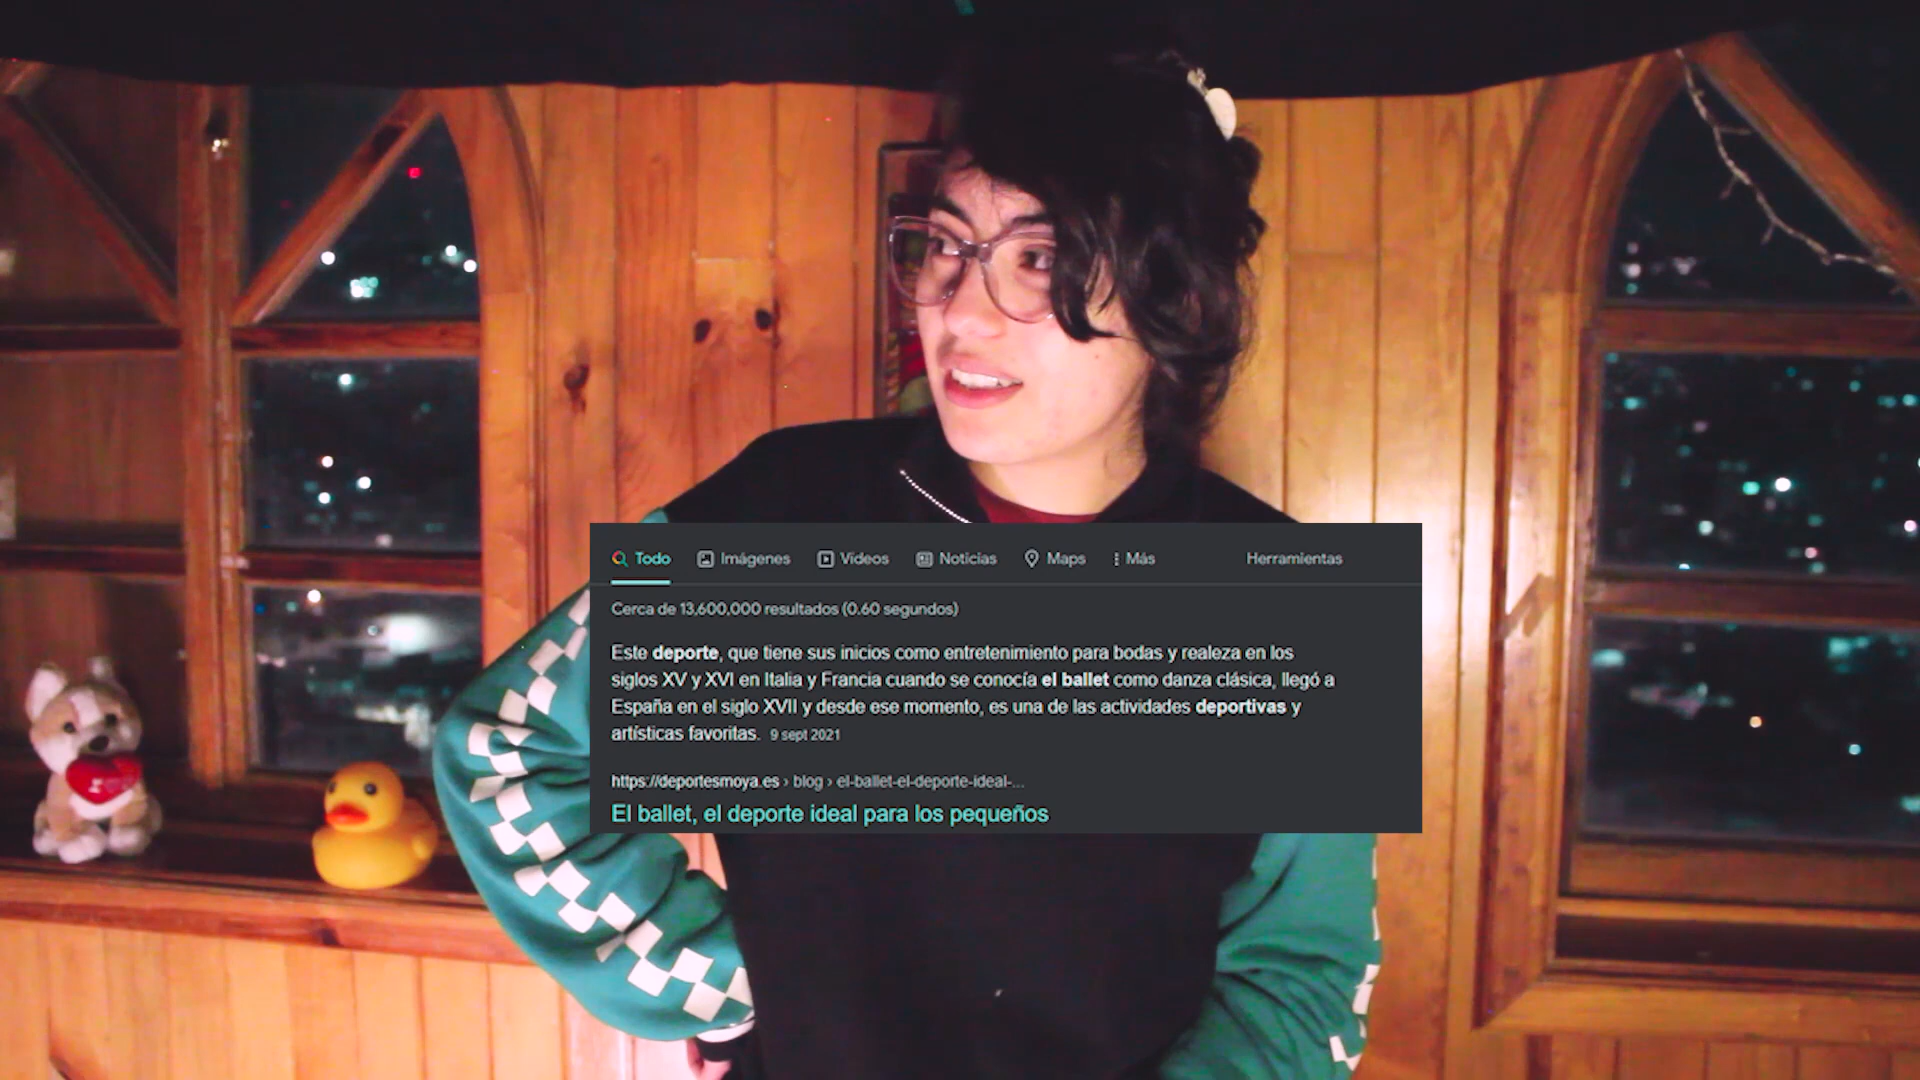 Todo Imágenes Videos Noticias Maps Más Herramientas
Cerca de 13,600,000 resultados (0.60 segundos)
Este deporte, que tiene sus inicios como entretenimiento para bodas y realeza en los
siglos XV y XVI en Italia y Francia cuando se conocía el ballet como danza clásica, llegó a
España en el siglo XVII y desde ese momento, es una de las actividades deportivas y
artísticas favoritas. 9 sept 2021
https://deportesmoya.es › blog › el-ballet-el-deporte-ideal-...
El ballet, el deporte ideal para los pequeños